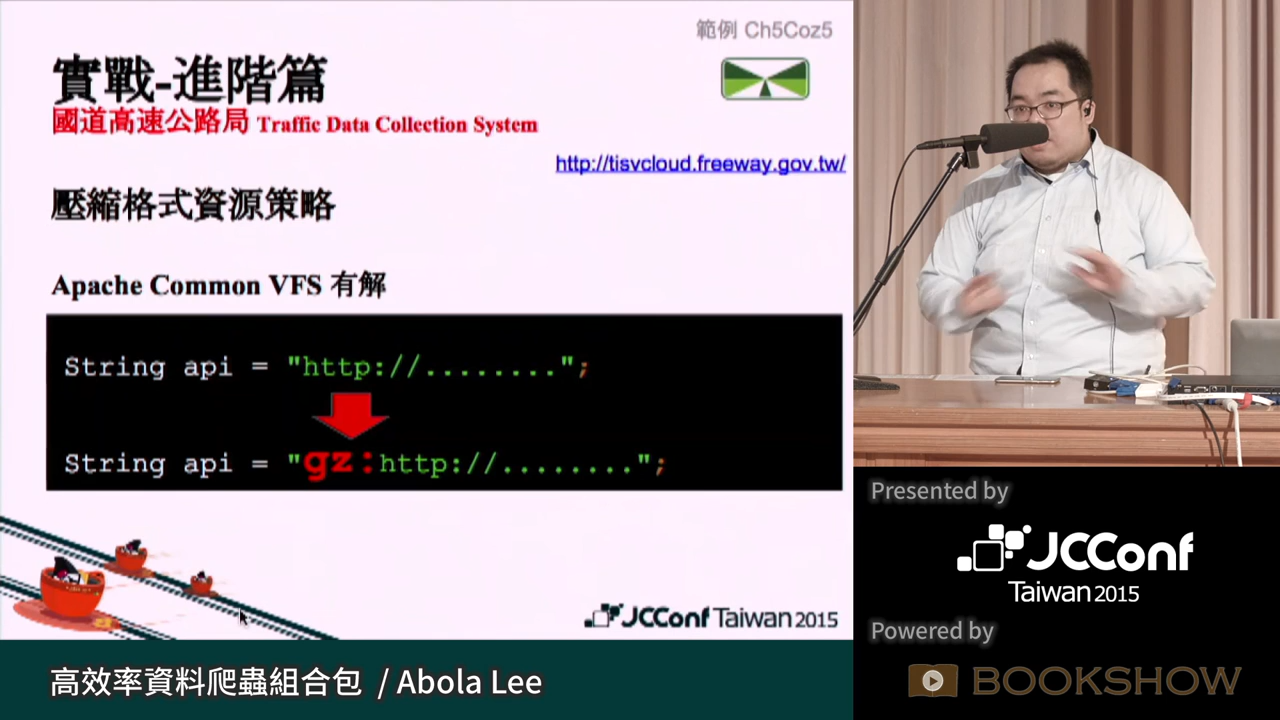 範例 Ch5Coz5
實戰-進階篇
國道高速公路局 Traffic Data Collection System
http://tisvcloud.freeway.gov.tw/
壓縮格式資源策略
Apache Common VFS 有解
String api = "http://........";
String api = "gz:http://........";
JCConf Taiwan 2015
高效率資料爬蟲組合包 / Abola Lee
Presented by
JCConf
Taiwan 2015
Powered by
BOOKSHOW